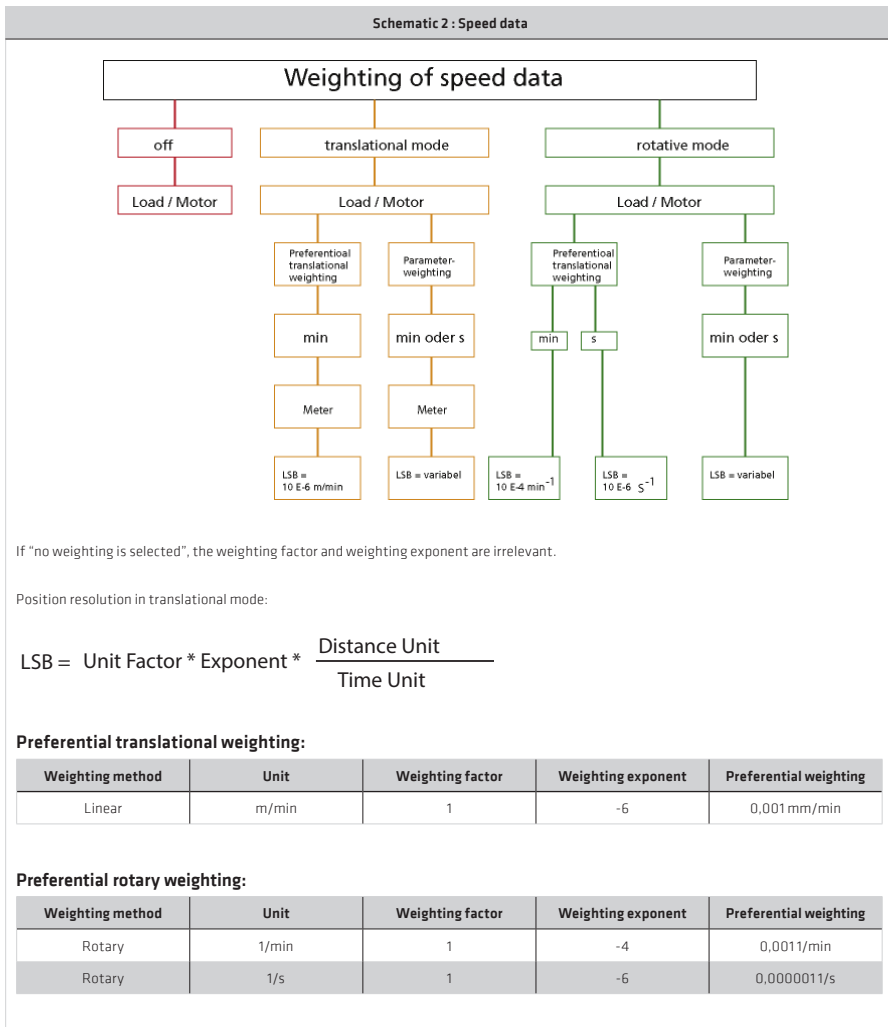 Schematic 2 : Speed data
Weighting of speed data
off
translational mode
rotative mode
Load / Motor
Load / Motor
Load / Motor
Preferentioal
translational
weighting
Parameter-
weighting
Preferentioal
translational
weighting
Parameter-
weighting
min
min oder s
min
s
min oder s
Meter
Meter
LSB =
10 E-6 m/min
LSB = variabel
LSB =
10 E-4 min-1
LSB =
10 E-6 S-1
LSB = variabel
If “no weighting is selected”, the weighting factor and weighting exponent are irrelevant.
Position resolution in translational mode:
LSB = Unit Factor * Exponent * Distance Unit
Time Unit
Preferential translational weighting:
Weighting method Unit Weighting factor Weighting exponent Preferential weighting
Linear m/min 1 -6 0,001 mm/min
Preferential rotary weighting:
Weighting method Unit Weighting factor Weighting exponent Preferential weighting
Rotary 1/min 1 -4 0,0011/min
Rotary 1/s 1 -6 0,0000011/s